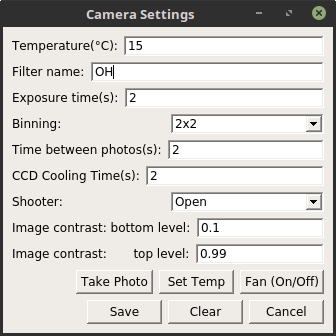 Camera Settings
Temperature(°C): 15
Filter name: OH
Exposure time(s): 2
Binning: 2x2
Time between photos(s): 2
CCD Cooling Time(s): 2
Shooter: Open
Image contrast: bottom level: 0.1
Image contrast: top level: 0.99
Take Photo Set Temp Fan (On/Off)
Save Clear Cancel